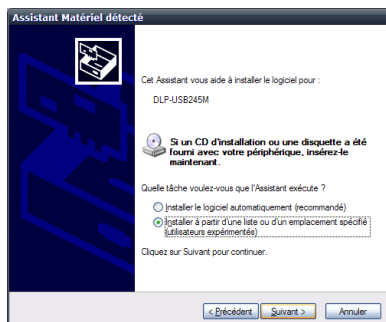 Assistant Matériel détecté
Cet Assistant vous aide à installer le logiciel pour :
DLP-USB245M
Si un CD d'installation ou une disquette a été
fourni avec votre périphérique, insérez-le
maintenant.
Quelle tâche voulez-vous que l'Assistant exécute ?
Installer le logiciel automatiquement (recommandé)
Installer à partir d'une liste ou d'un emplacement spécifié
(utilisateurs expérimentés)
Cliquez sur Suivant pour continuer.
< Précédent
Suivant >
Annuler